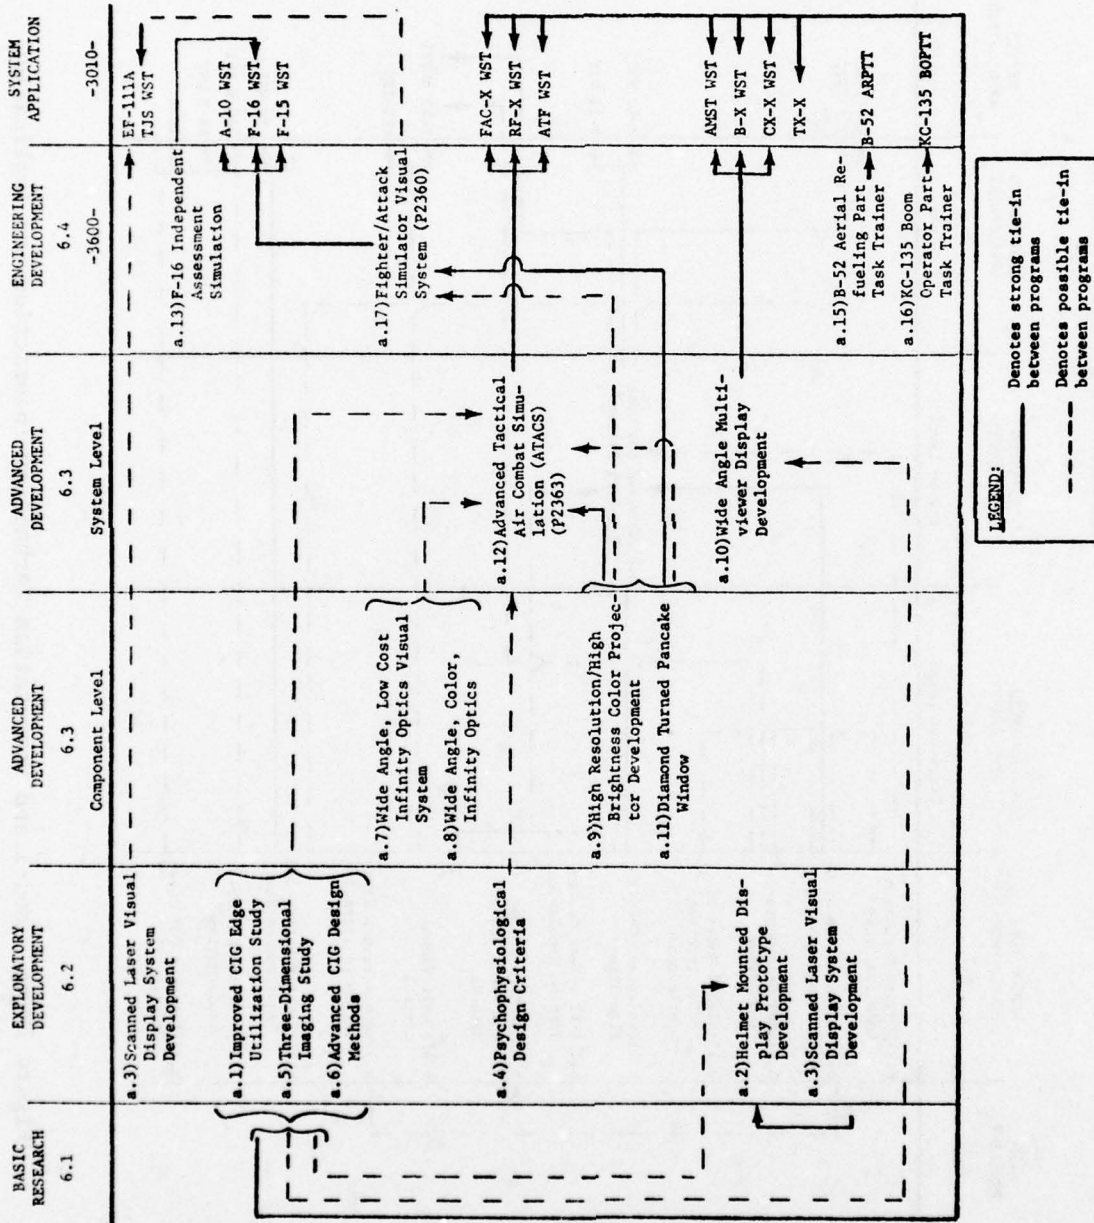 BASIC
RESEARCH
6.1
EXPLORATORY
DEVELOPMENT
6.2
ADVANCED
DEVELOPMENT
6.3
Component Level
ADVANCED
DEVELOPMENT
6.3
System Level
ENGINEERING
DEVELOPMENT
6.4
-3600-
SYSTEM
APPLICATION
-3010-
a.3)Scanned Laser Visual
Display System
Development
a.1)Improved CIG Edge
Utilization Study
a.5)Three-Dimensional
Imaging Study
a.6)Advanced CIG Design
Methods
a.4)Psychophysiological
Design Criteria
a.2)Helmet Mounted Dis-
play Prototype
Development
a.3)Scanned Laser Visual
Display System
Development
a.7)Wide Angle, Low Cost
Infinity Optics Visual
System
a.8)Wide Angle, Color,
Infinity Optics
a.9)High Resolution/High
Brightness Color Projec-
tor Development
a.11)Diamond Turned Pancake
Window
a.12)Advanced Tactical
Air Combat Simu-
lation (ATACS)
(P2363)
a.10)Wide Angle Multi-
viewer Display
Development
a.13)F-16 Independent
Assessment
Simulation
a.17)Fighter/Attack
Simulator Visual
System (P2360)
a.15)B-52 Aerial Re-
fueling Part
Task Trainer
a.16)KC-135 Boom
Operator Part-
Task Trainer
EF-111A
TJS WST
A-10 WST
F-16 WST
F-15 WST
FAC-X WST
RF-X WST
ATF WST
AMST WST
B-X WST
CX-X WST
TX-X
B-52 ARPTT
KC-135 BOPTT
LEGEND:
Denotes strong tie-in
between programs
Denotes possible tie-in
between programs